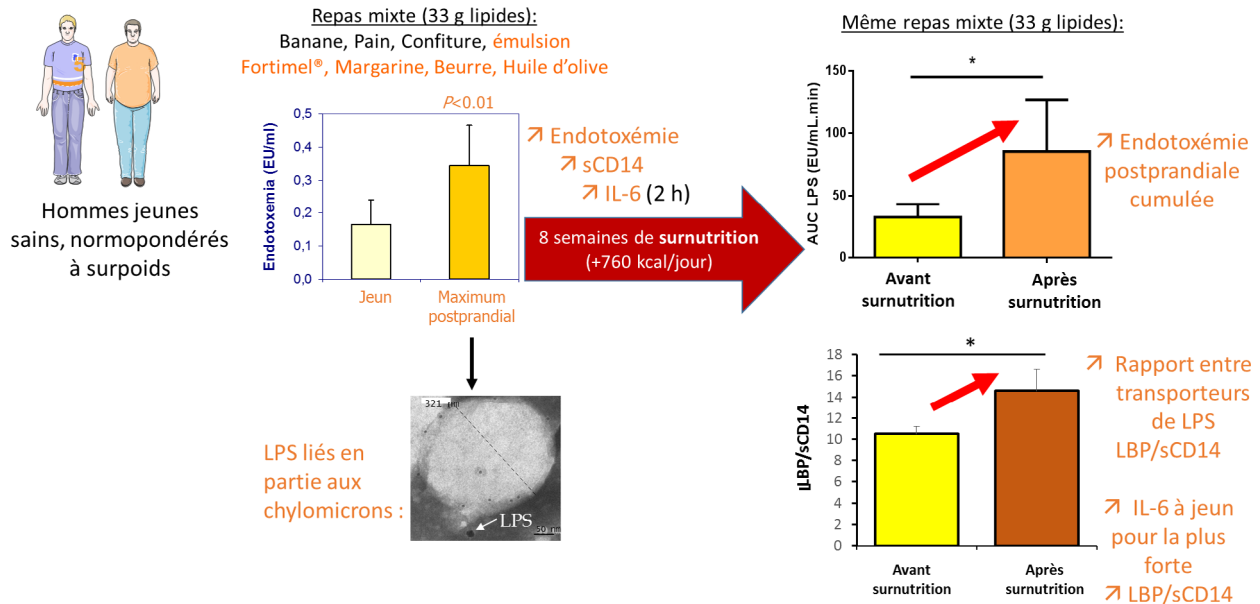 Repas mixte (33 g lipides):
Banane, Pain, Confiture, émulsion
Fortimel®, Margarine, Beurre, Huile d'olive
Hommes jeunes
sains, normopondérés
à surpoids
P<0.01
Endotoxemia (EU/ml)
0,5
0,4
0,3
0,2
0,1
0,0
Jeun
Maximum
postprandial
↗ Endotoxémie
↗ sCD14
↗ IL-6 (2 h)
8 semaines de surnutrition
(+760 kcal/jour)
LPS liés en
partie aux
chylomicrons :
321 nm
LPS
50 nm
Même repas mixte (33 g lipides):
*
AUC LPS (EU/mL.min)
150
100
50
0
Avant
surnutrition
Après
surnutrition
↗ Endotoxémie
postprandiale
cumulée
*
LBP/sCD14
18
16
14
12
10
8
6
4
2
0
Avant
surnutrition
Après
surnutrition
↗ Rapport entre
transporteurs
de LPS
LBP/sCD14
↗ IL-6 à jeun
pour la plus
forte
↗ LBP/sCD14